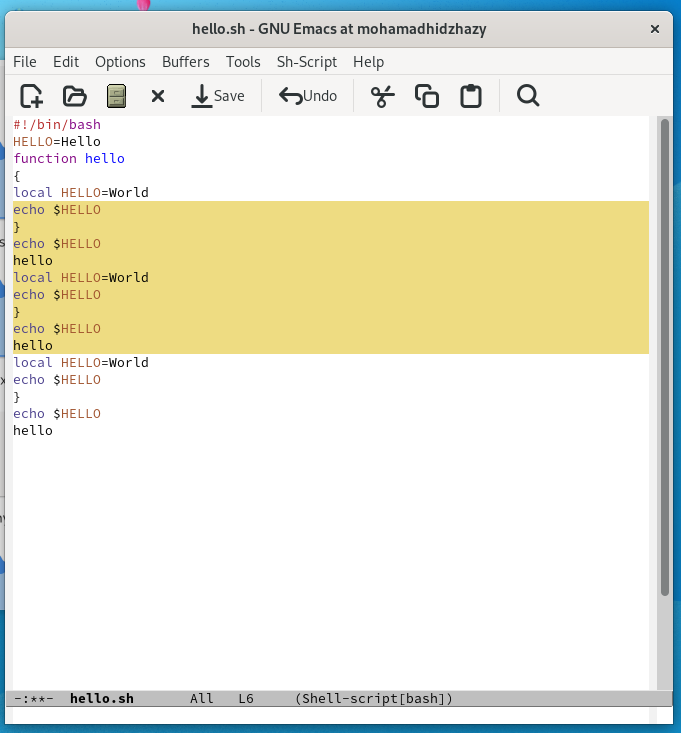 hello.sh - GNU Emacs at mohamadhidzhazy ×
File Edit Options Buffers Tools Sh-Script Help
Save Undo
#!/bin/bash
HELLO=Hello
function hello
{
local HELLO=World
echo $HELLO
}
echo $HELLO
hello
local HELLO=World
echo $HELLO
}
echo $HELLO
hello
local HELLO=World
echo $HELLO
}
echo $HELLO
hello
-:**- hello.sh All L6 (Shell-script[bash])